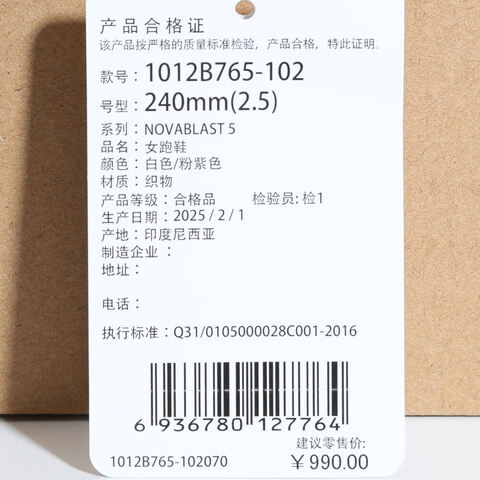 产品合格证
该产品按严格的质量标准检验，产品合格，特此证明。
款号：1012B765-102
号型：240mm(2.5)
系列：NOVABLAST 5
品名：女跑鞋
颜色：白色/粉紫色
材质：织物
产品等级：合格品 检验员: 检1
生产日期：2025 / 2 / 1
产地：印度尼西亚
制造企业：
地址：
电话：
执行标准：Q31/0105000028C001-2016
6 936780 127764
建议零售价:
1012B765-102070 ￥990.00